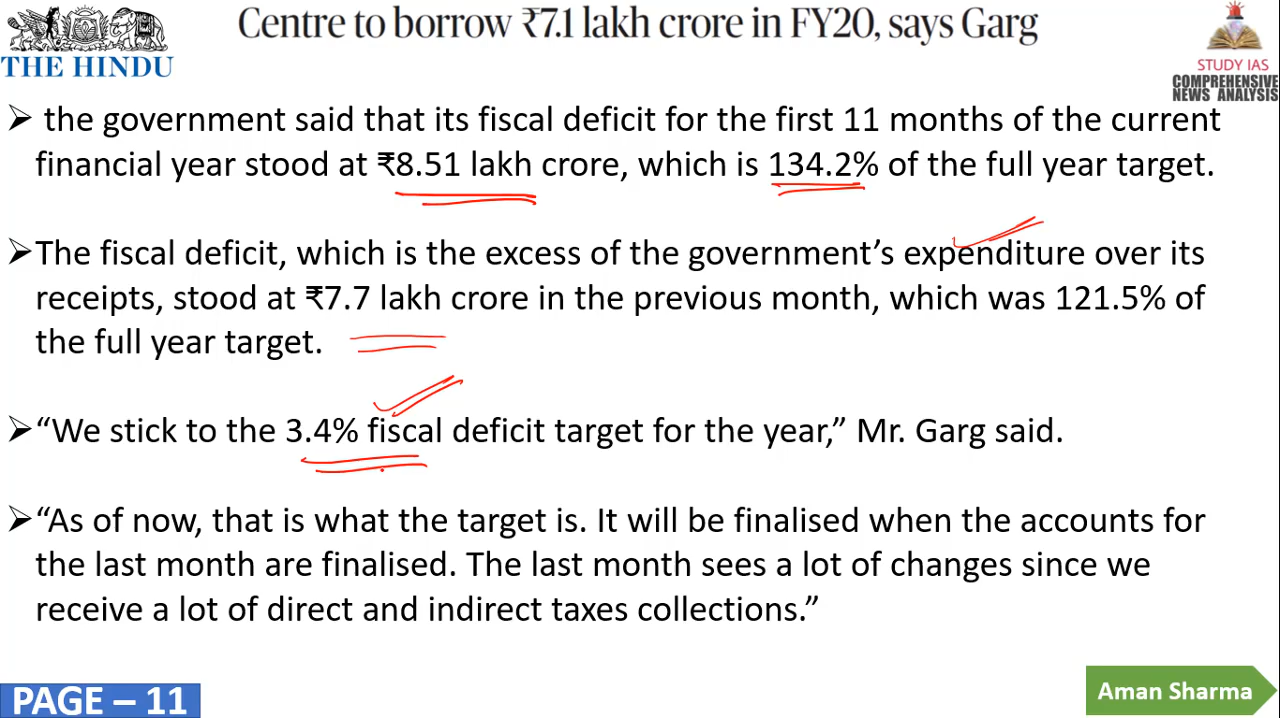 Centre to borrow ₹7.1 lakh crore in FY20, says Garg
THE HINDU
STUDY IAS
COMPREHENSIVE
NEWS ANALYSIS
➢ the government said that its fiscal deficit for the first 11 months of the current
financial year stood at ₹8.51 lakh crore, which is 134.2% of the full year target.
➢ The fiscal deficit, which is the excess of the government’s expenditure over its
receipts, stood at ₹7.7 lakh crore in the previous month, which was 121.5% of
the full year target.
➢ “We stick to the 3.4% fiscal deficit target for the year,” Mr. Garg said.
➢ “As of now, that is what the target is. It will be finalised when the accounts for
the last month are finalised. The last month sees a lot of changes since we
receive a lot of direct and indirect taxes collections.”
PAGE – 11
Aman Sharma